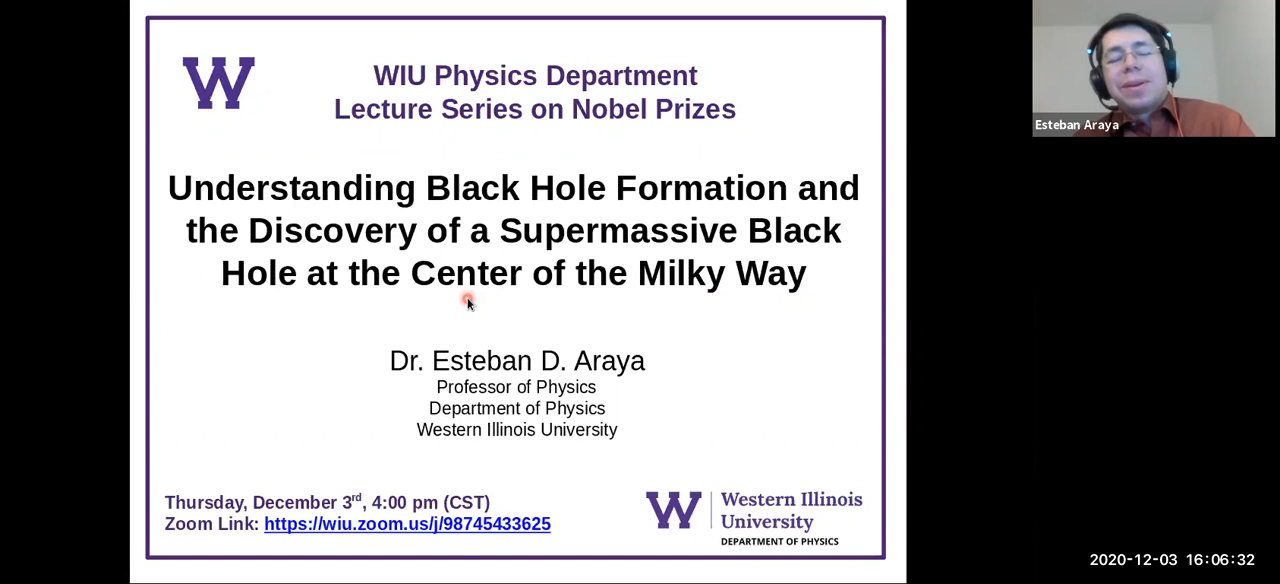 W
WIU Physics Department
Lecture Series on Nobel Prizes
Understanding Black Hole Formation and
the Discovery of a Supermassive Black
Hole at the Center of the Milky Way
Dr. Esteban D. Araya
Professor of Physics
Department of Physics
Western Illinois University
Thursday, December 3rd, 4:00 pm (CST)
Zoom Link: https://wiu.zoom.us/j/98745433625
W
Western Illinois
University
DEPARTMENT OF PHYSICS
Esteban Araya
2020-12-03 16:06:32